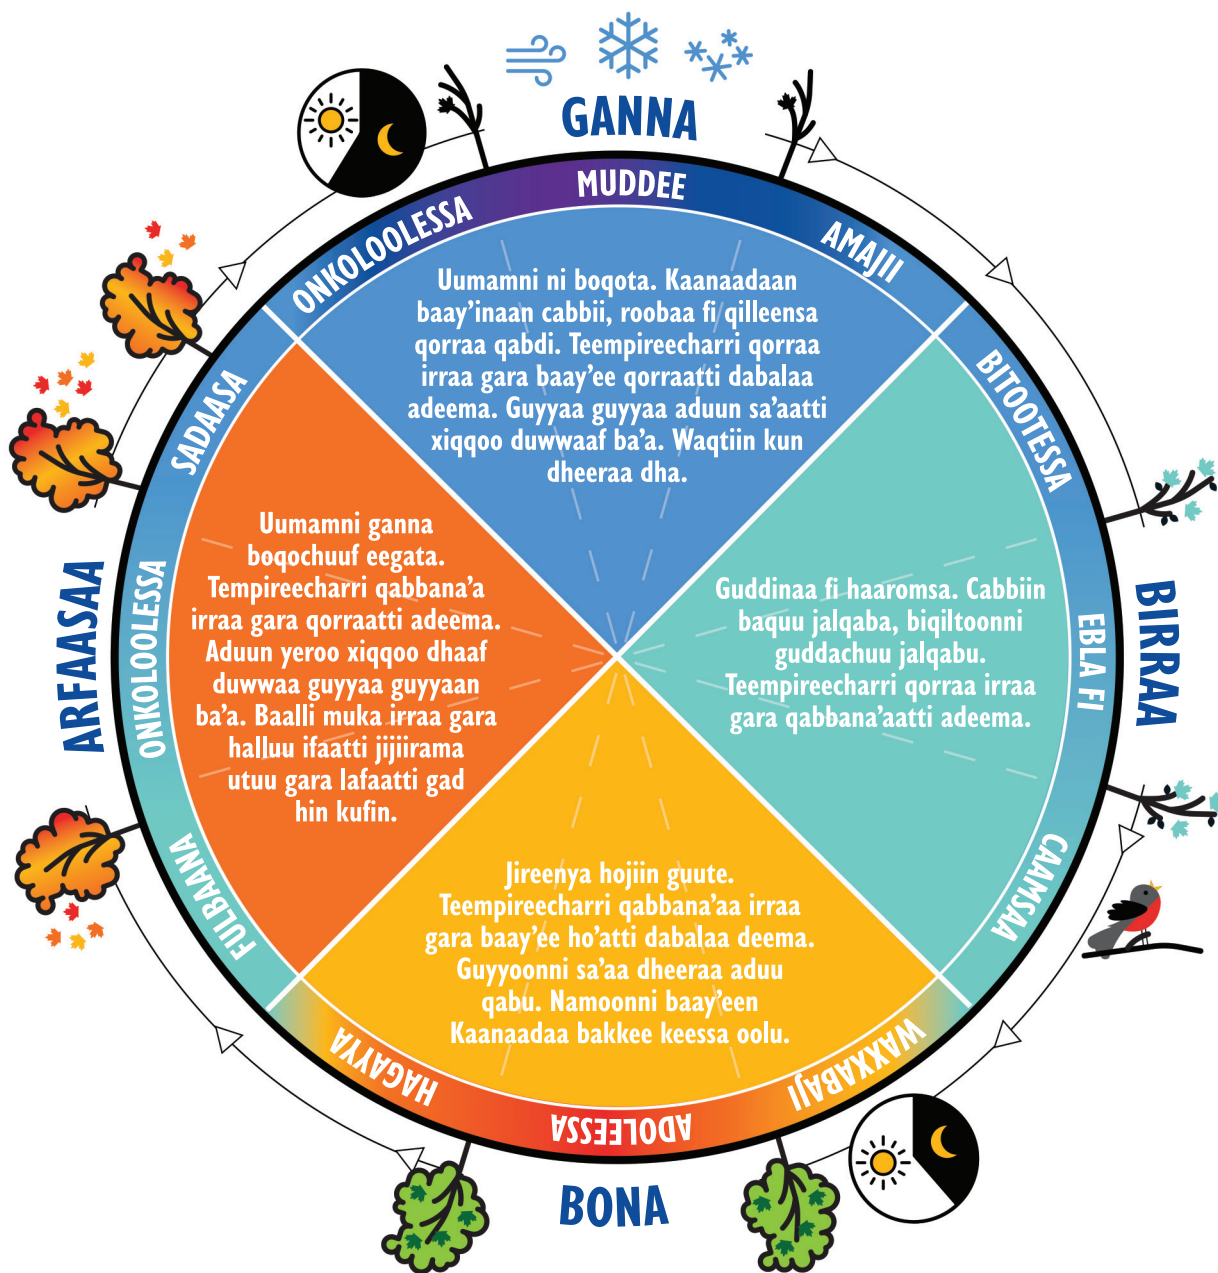 GANNA
MUDDEE
AMAJII
BITOOTESSA
EBLA FI
CAAMSAA
WAXXABAJI
ADOLEESSA
HAGAYYA
FULBAANA
ONKOLOOLESSA
SADAASA
ONKOLOOLESSA
BIRRAA
BONA
ARFAASAA
Uumamni ni boqota. Kaanaadaan
baay'inaan cabbii, roobaa fi qilleensa
qorraa qabdi. Teempireecharri qorraa
irraa gara baay'ee qorraatti dabalaa
adeema. Guyyaa guyyaa aduun sa'aatti
xiqqoo duwwaaf ba'a. Waqtiin kun
dheeraa dha.
Guddinaa fi haaromsa. Cabbiin
baquu jalqaba, biqiltoonni
guddachuu jalqabu.
Teempireecharri qorraa irraa
gara qabbana'aatti adeema.
Jireenya hojiin guute.
Teempireecharri qabbana'aa irraa
gara baay'ee ho'atti dabalaa deema.
Guyyoonni sa'aa dheeraa aduu
qabu. Namoonni baay'een
Kaanaadaa bakkee keessa oolu.
Uumamni ganna
boqochuuf eegata.
Tempireecharri qabbana'a
irraa gara qorraatti adeema.
Aduun yeroo xiqqoo dhaaf
duwwaa guyyaa guyyaan
ba'a. Baalli muka irraa gara
halluu ifaatti jijiirama
utuu gara lafaatti gad
hin kufin.